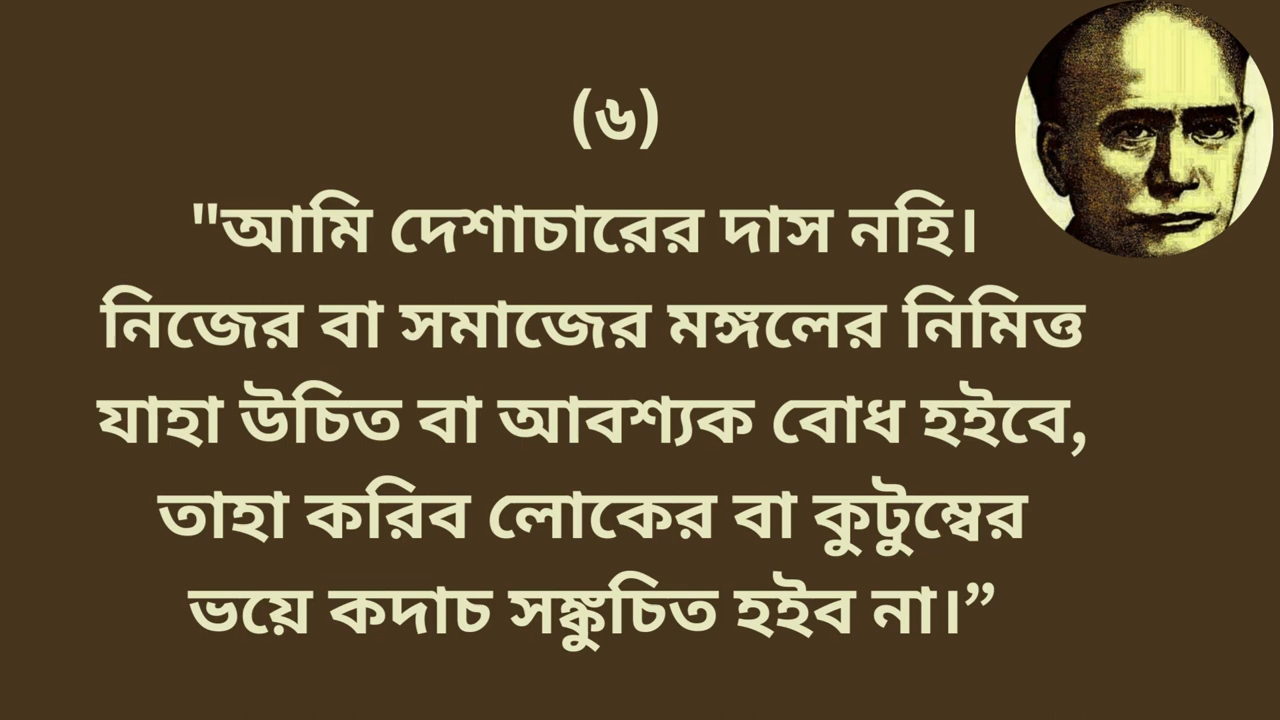 (৬)
"আমি দেশাচারের দাস নহি।
নিজের বা সমাজের মঙ্গলের নিমিত্ত
যাহা উচিত বা আবশ্যক বোধ হইবে,
তাহা করিব লোকের বা কুটুম্বের
ভয়ে কদাচ সঙ্কুচিত হইব না।”